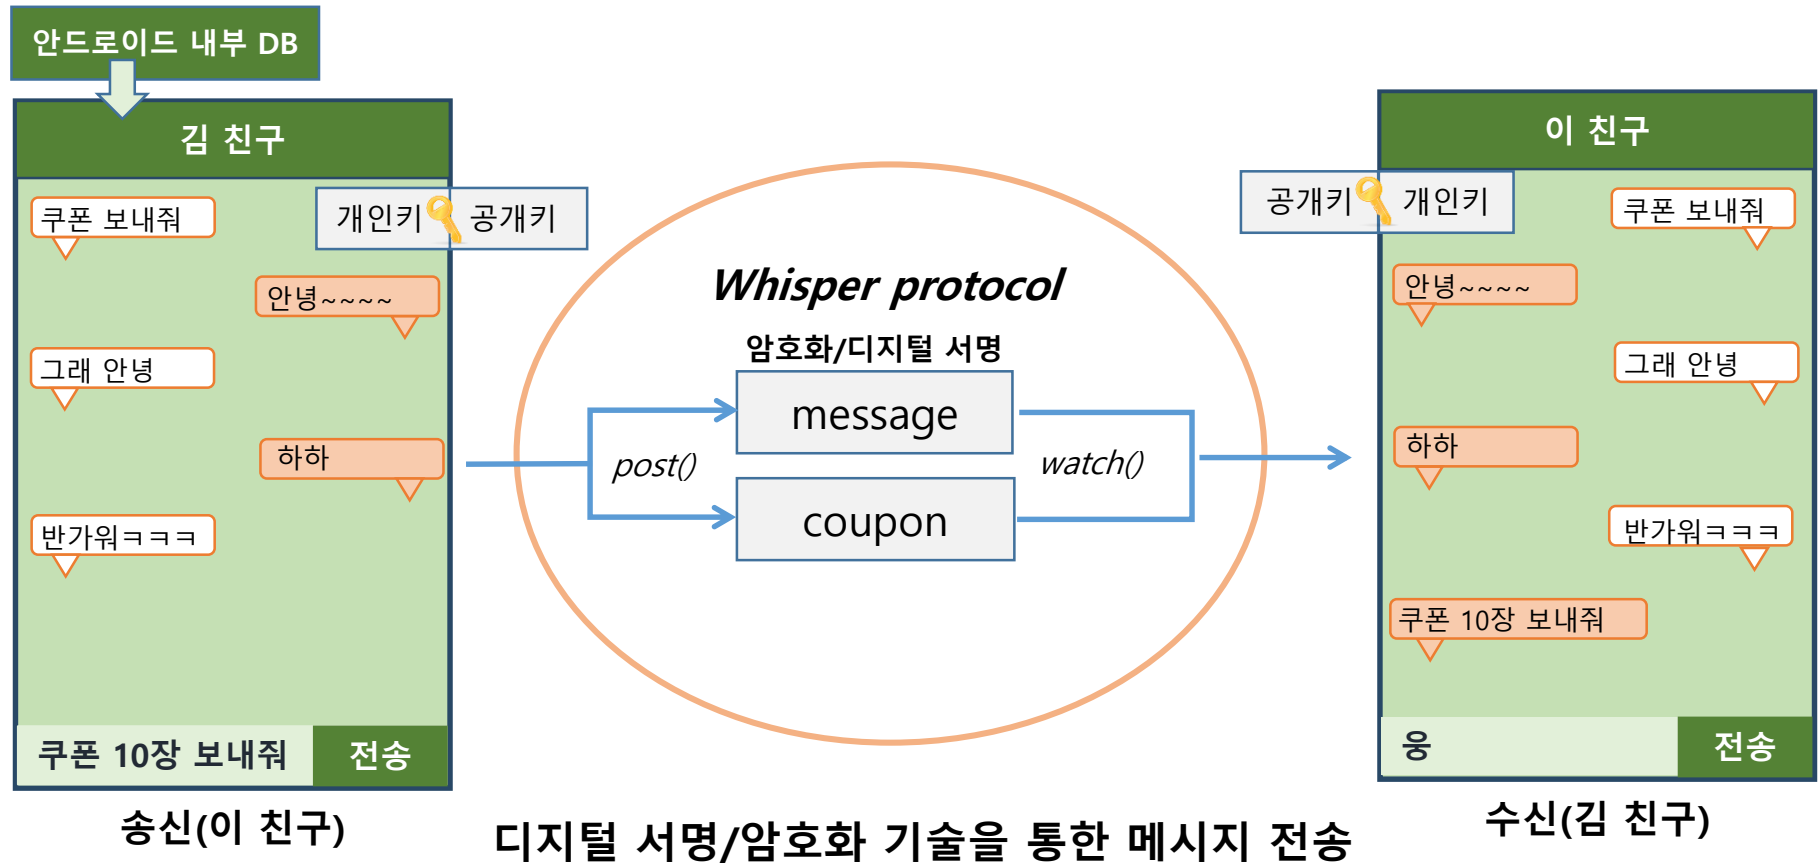 안드로이드 내부 DB
김 친구
쿠폰 보내줘
안녕~~~~
그래 안녕
하하
반가워ㅋㅋㅋ
쿠폰 10장 보내줘
전송
송신(이 친구)
개인키
공개키
Whisper protocol
암호화/디지털 서명
message
post()
watch()
coupon
공개키
개인키
이 친구
쿠폰 보내줘
안녕~~~~
그래 안녕
하하
반가워ㅋㅋㅋ
쿠폰 10장 보내줘
웅
전송
수신(김 친구)
디지털 서명/암호화 기술을 통한 메시지 전송